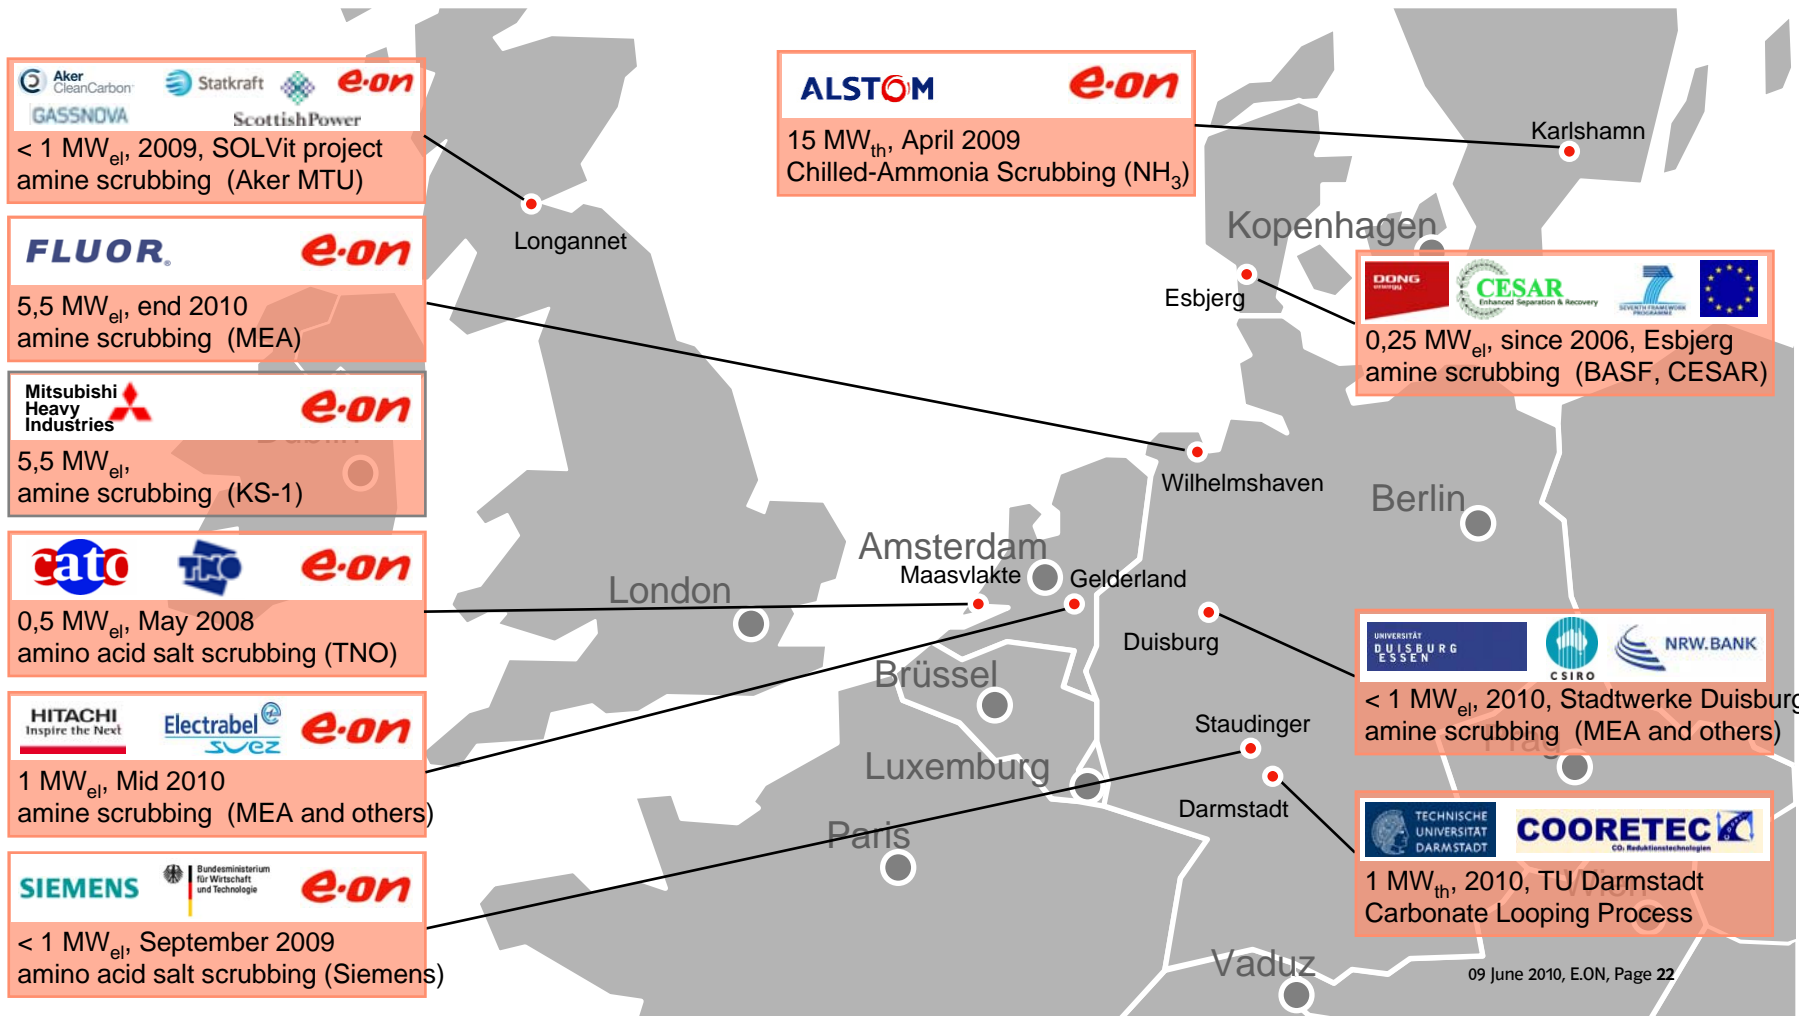 Aker
CleanCarbon
Statkraft
e·on
GASSNOVA
ScottishPower
< 1 MWel, 2009, SOLVit project
amine scrubbing (Aker MTU)
FLUOR®
e·on
5,5 MWel, end 2010
amine scrubbing (MEA)
Mitsubishi
Heavy
Industries
e·on
5,5 MWel,
amine scrubbing (KS-1)
cato
TNO
e·on
0,5 MWel, May 2008
amino acid salt scrubbing (TNO)
HITACHI
Inspire the Next
Electrabel
SUEZ
e·on
1 MWel, Mid 2010
amine scrubbing (MEA and others)
SIEMENS
Bundesministerium
für Wirtschaft
und Technologie
e·on
< 1 MWel, September 2009
amino acid salt scrubbing (Siemens)
ALSTOM
e·on
15 MWth, April 2009
Chilled-Ammonia Scrubbing (NH3)
Karlshamn
Longannet
Kopenhagen
Esbjerg
DONG
energy
CESAR
Enhanced Separation & Recovery
7
SEVENTH FRAMEWORK
PROGRAMME
0,25 MWel, since 2006, Esbjerg
amine scrubbing (BASF, CESAR)
Dublin
Wilhelmshaven
Berlin
Amsterdam
Maasvlakte
Gelderland
London
Duisburg
Brüssel
UNIVERSITÄT
DUISBURG
ESSEN
CSIRO
NRW.BANK
< 1 MWel, 2010, Stadtwerke Duisburg
amine scrubbing (MEA and others)
Prag
Staudinger
Luxemburg
Darmstadt
Paris
TECHNISCHE
UNIVERSITÄT
DARMSTADT
COORETEC
CO2 Reduktionstechnologien
1 MWth, 2010, TU Darmstadt
Carbonate Looping Process
Wien
Vaduz
09 June 2010, E.ON, Page 22